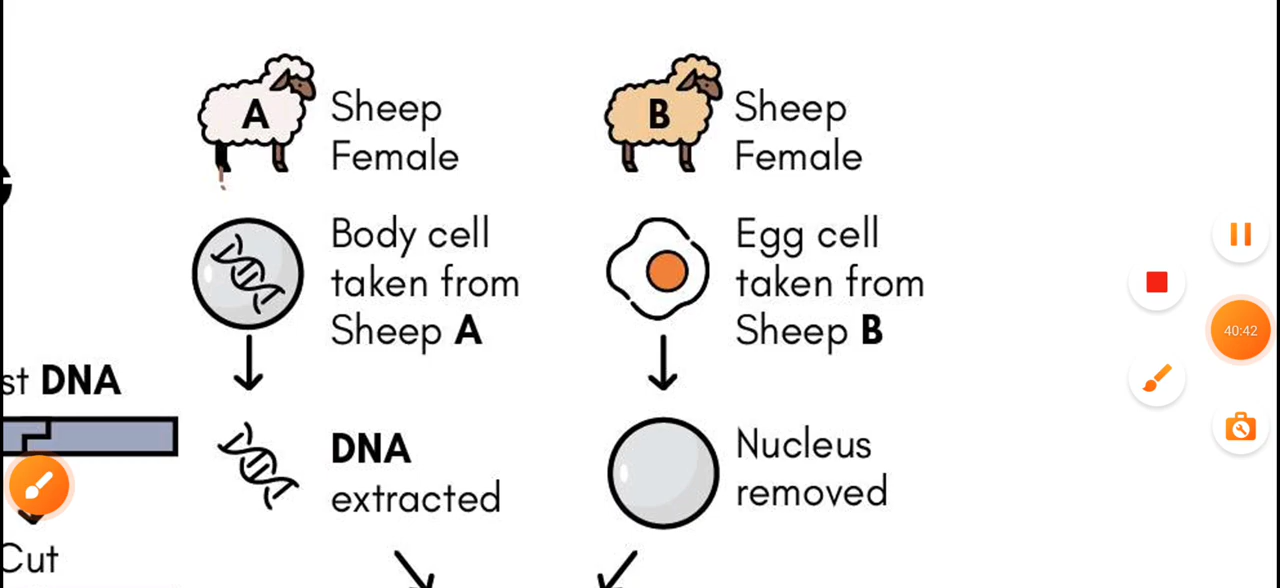 A
Sheep
Female
B
Sheep
Female
Body cell
taken from
Sheep A
Egg cell
taken from
Sheep B
st DNA
DNA
extracted
Nucleus
removed
Cut
40:42